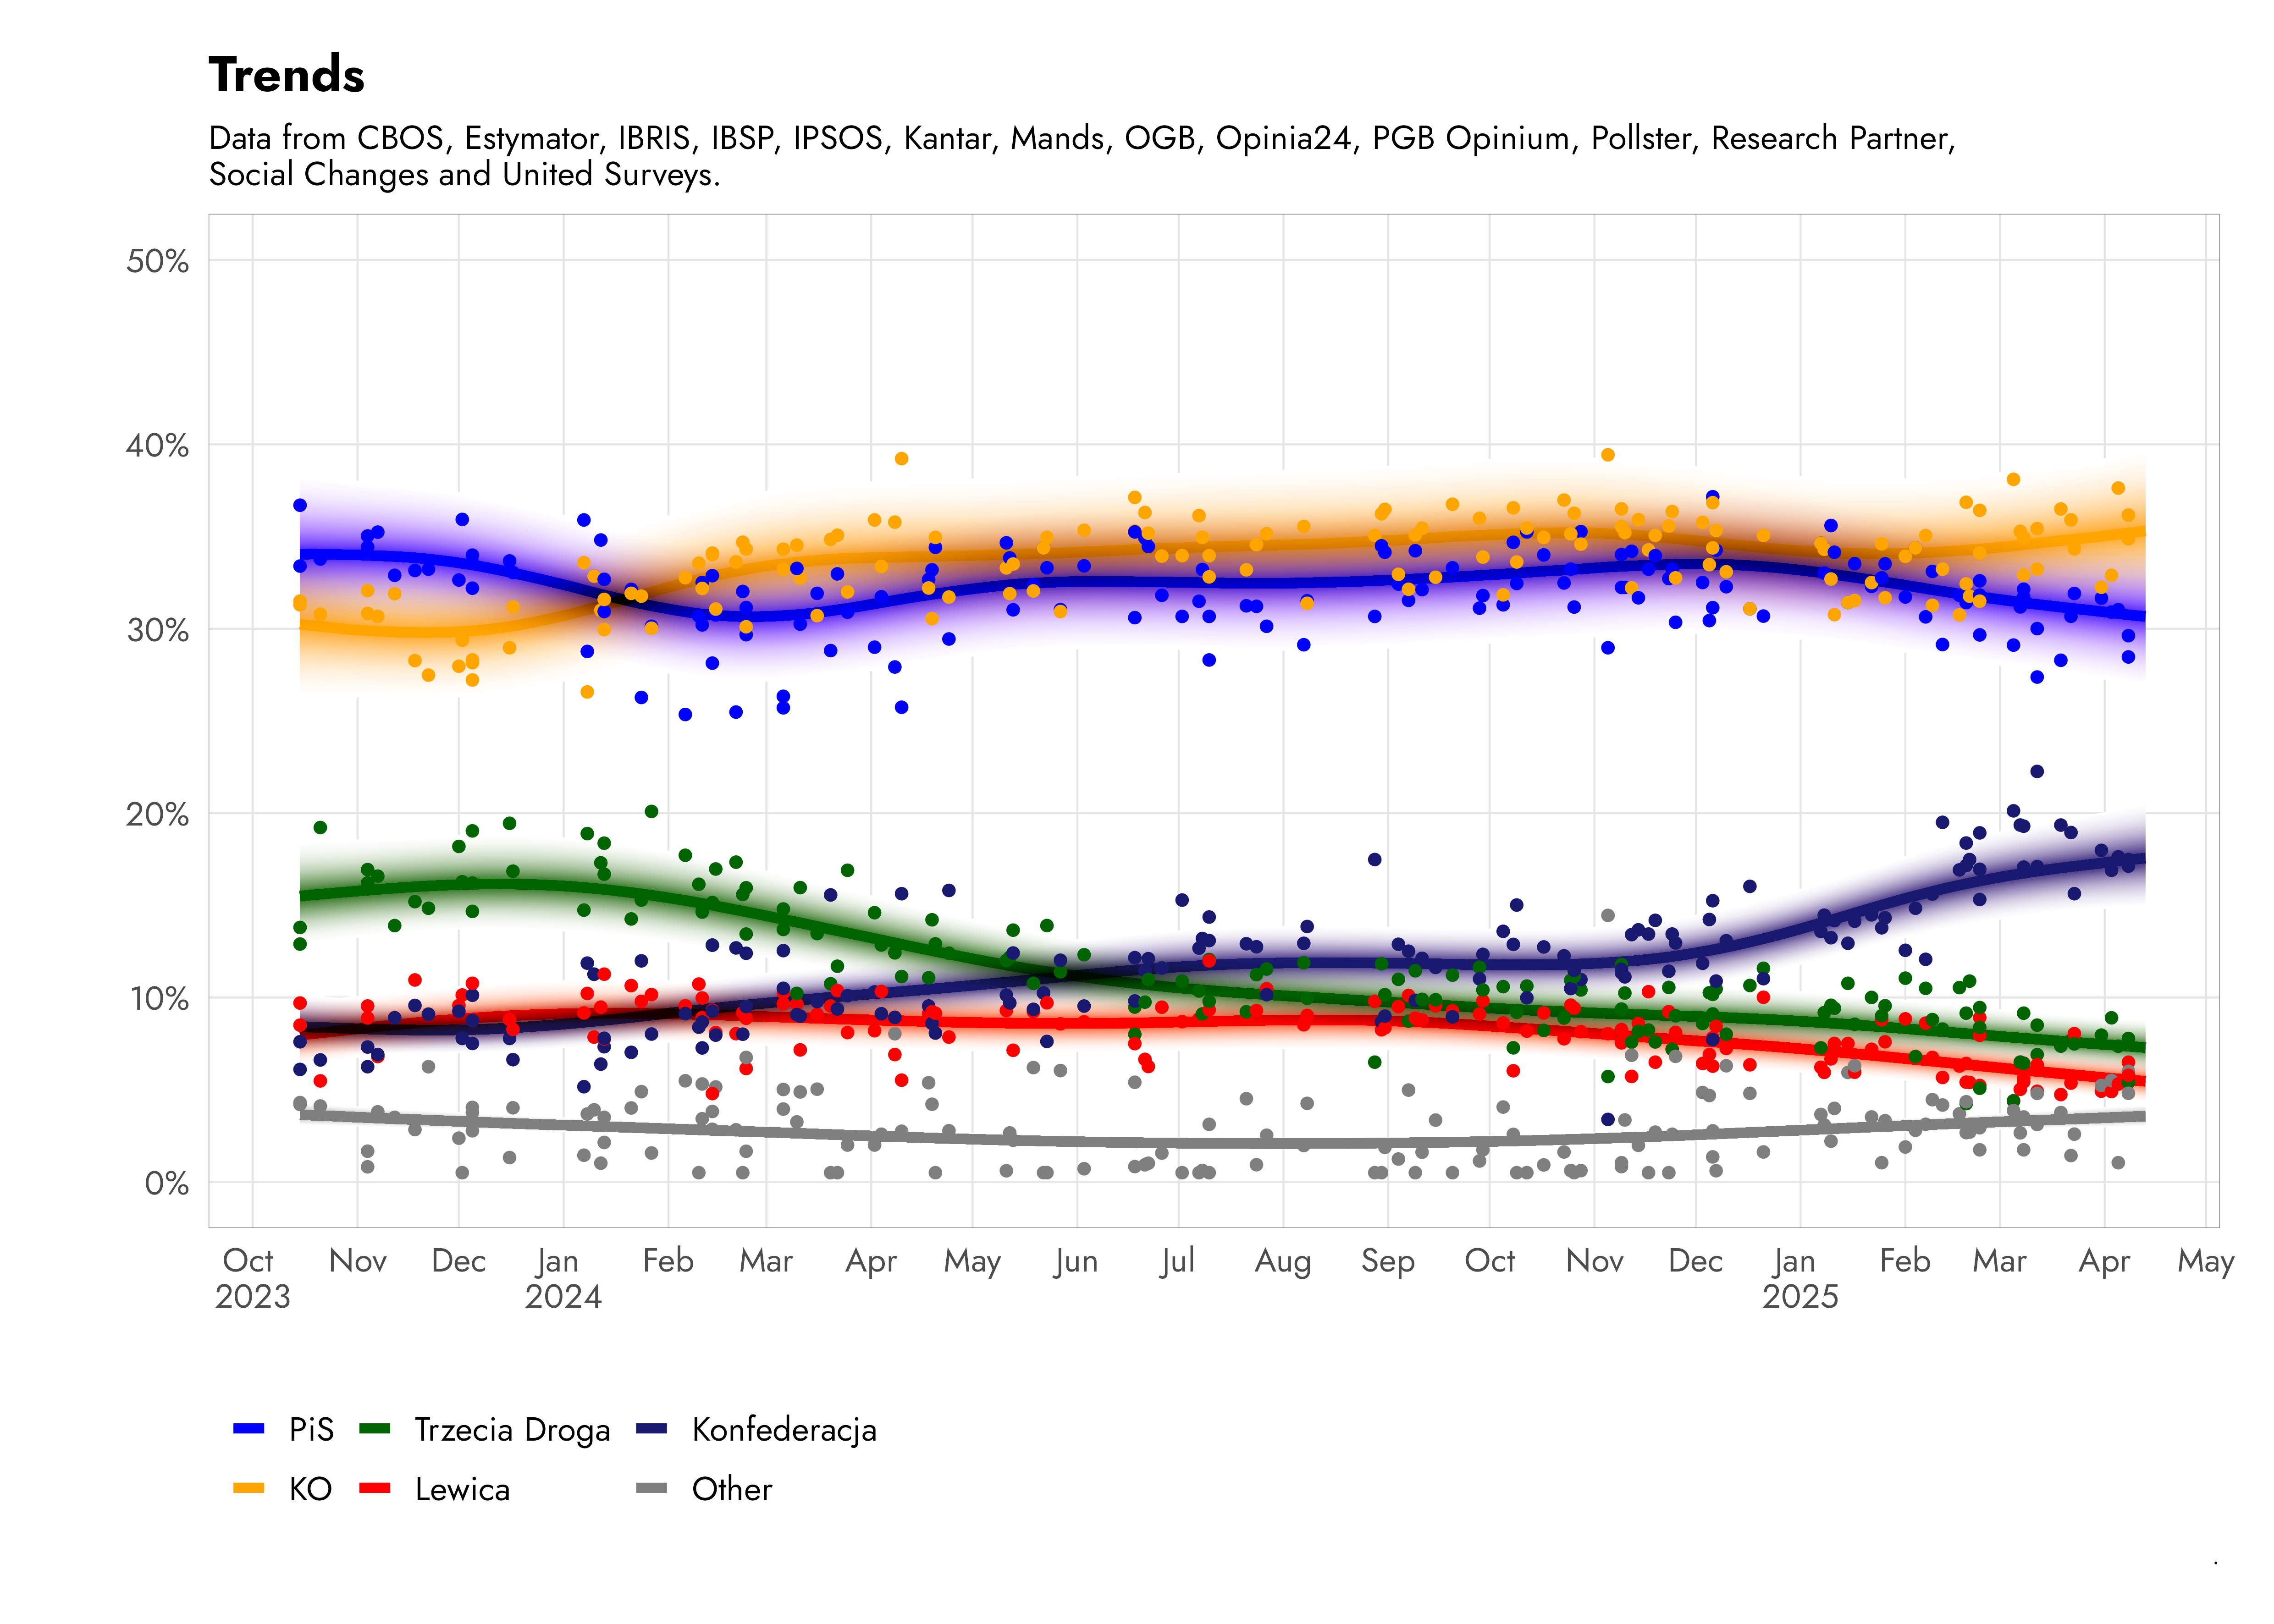 Trends
Data from CBOS, Estymator, IBRIS, IBSP, IPSOS, Kantar, Mands, OGB, Opinia24, PGB Opinium, Pollster, Research Partner,
Social Changes and United Surveys.
50%
40%
30%
20%
10%
0%
Oct Nov Dec Jan Feb Mar Apr May Jun Jul Aug Sep Oct Nov Dec Jan Feb Mar Apr May
2023 2024 2025
PiS Trzecia Droga Konfederacja
KO Lewica Other
.